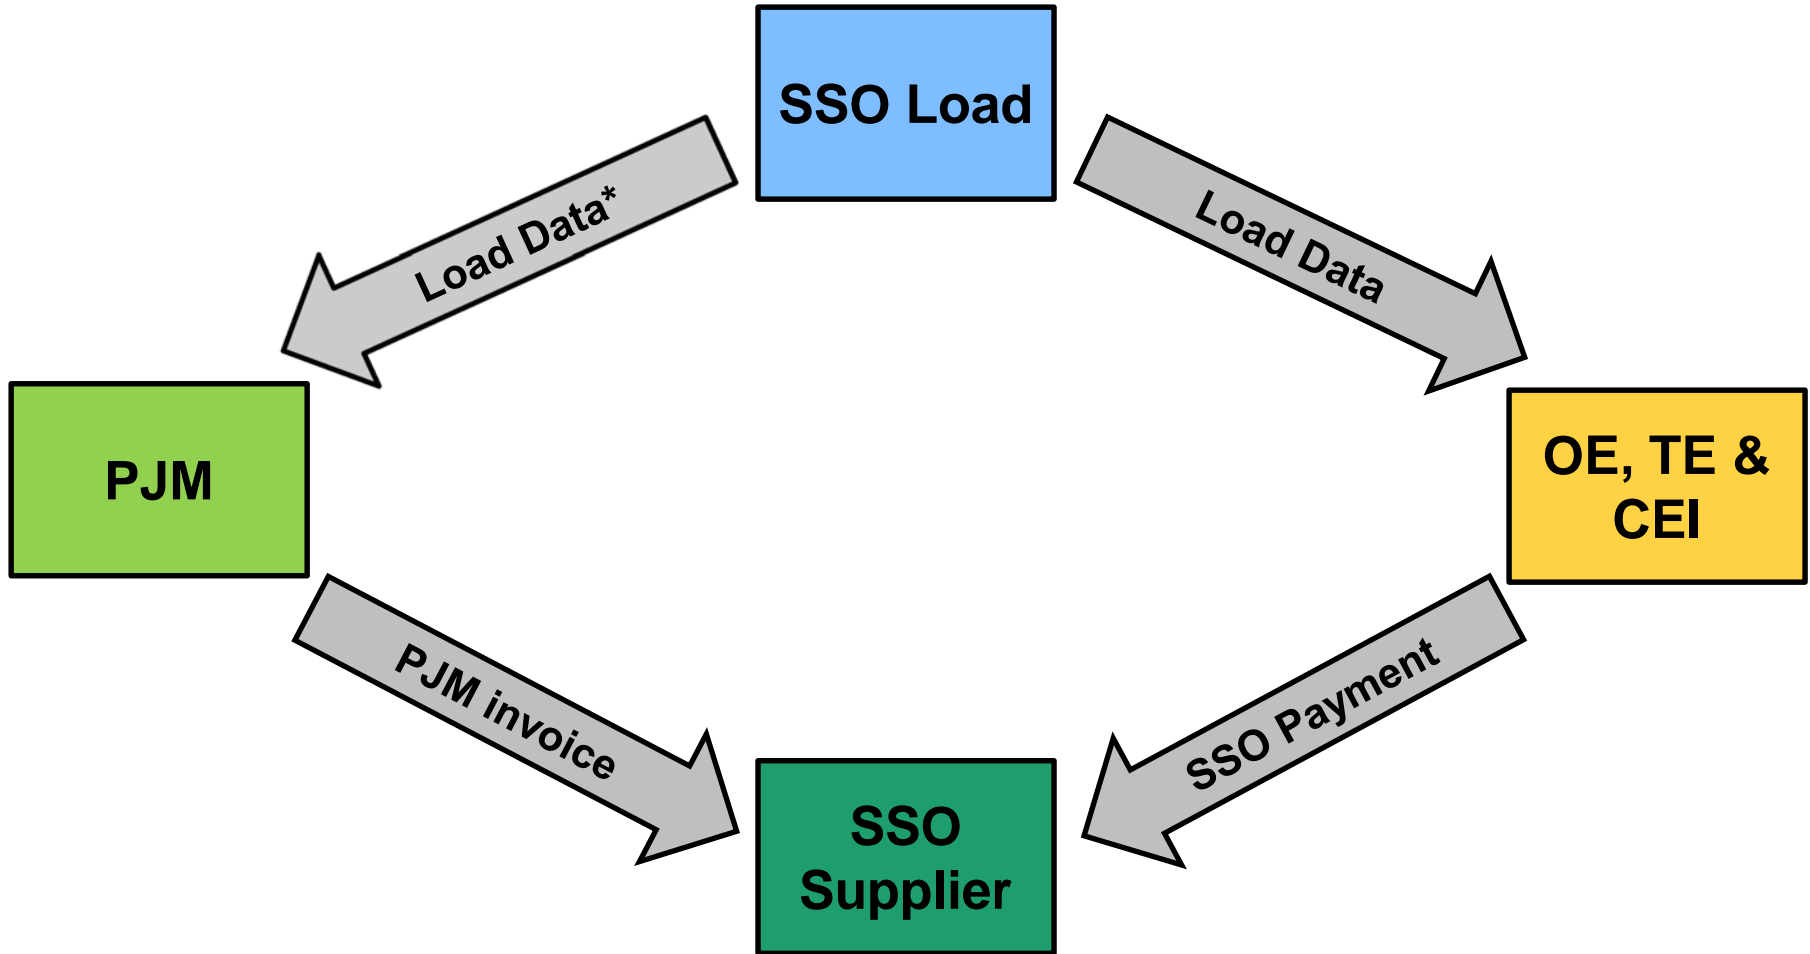 SSO Load
Load Data*
Load Data
PJM
OE, TE &
CEI
PJM invoice
SSO Payment
SSO
Supplier